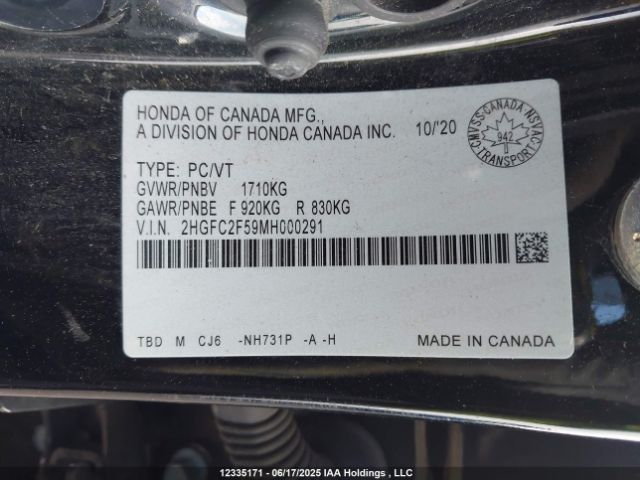 HONDA OF CANADA MFG.,
A DIVISION OF HONDA CANADA INC. 10/'20
CMVSS-CANADA-NSVAC
942
TRANSPORT
TYPE: PC/VT
GVWR/PNBV 1710KG
GAWR/PNBE F 920KG R 830KG
V.I.N. 2HGFC2F59MH000291
TBD M CJ6 -NH731P -A -H MADE IN CANADA
12335171 - 06/17/2025 IAA Holdings , LLC